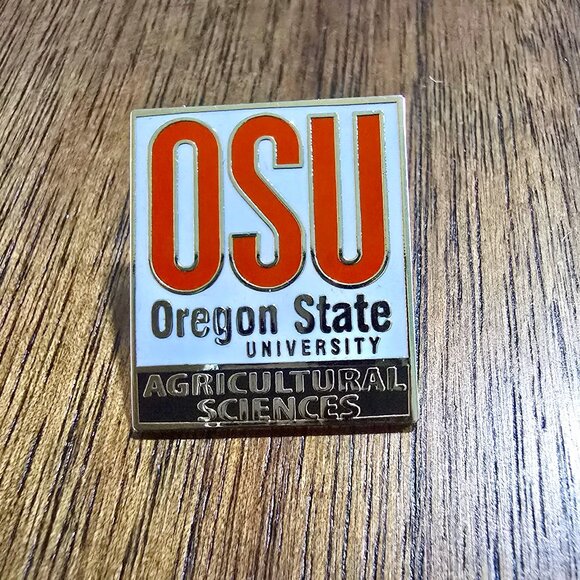 OSU
Oregon State
UNIVERSITY
AGRICULTURAL
SCIENCES